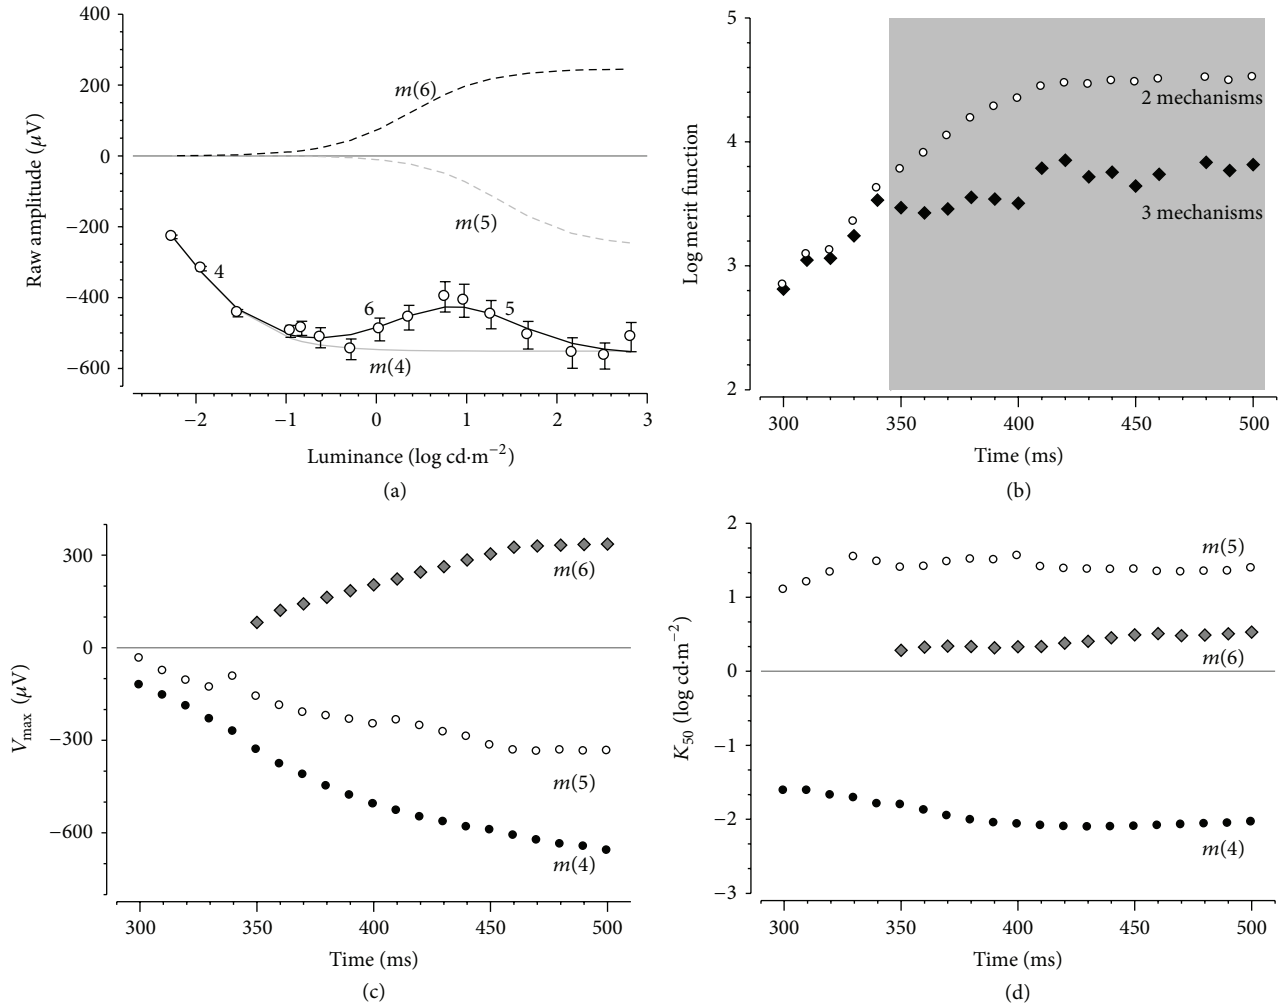 400
200
0
−200
−400
−600
Raw amplitude (μV)
m(6)
m(5)
4
6
5
m(4)
−2
−1
0
1
2
3
Luminance (log cd·m−2)
(a)
5
4
3
2
Log merit function
2 mechanisms
3 mechanisms
300
350
400
450
500
Time (ms)
(b)
300
0
−300
−600
Vmax (μV)
m(6)
m(5)
m(4)
300
350
400
450
500
Time (ms)
(c)
2
1
0
−1
−2
−3
K50 (log cd·m−2)
m(5)
m(6)
m(4)
300
350
400
450
500
Time (ms)
(d)